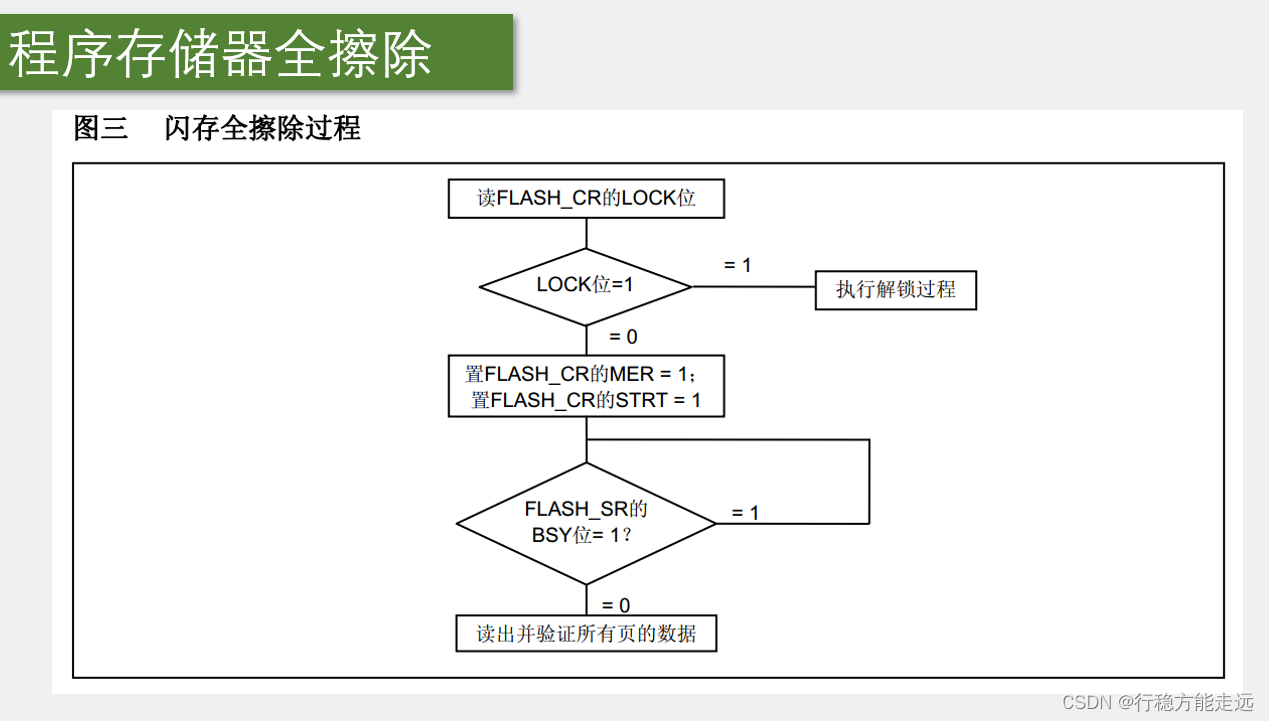 程序存储器全擦除
图三 闪存全擦除过程
读FLASH_CR的LOCK位
LOCK位=1
= 1
执行解锁过程
= 0
置FLASH_CR的MER = 1；
置FLASH_CR的STRT = 1
FLASH_SR的
BSY位= 1？
= 1
= 0
读出并验证所有页的数据
CSDN @行稳方能走远